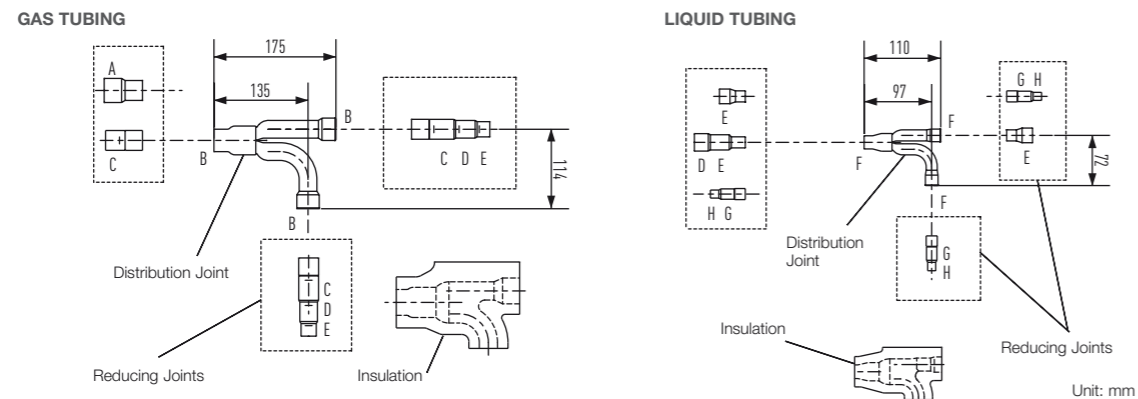 GAS TUBING
175
135
A
C
B
B
B
C D E
114
C
D
E
Distribution Joint
Reducing Joints
Insulation
LIQUID TUBING
110
97
E
D E
H G
F
F
F
G H
E
72
G
H
Distribution
Joint
Insulation
Reducing Joints
Unit: mm